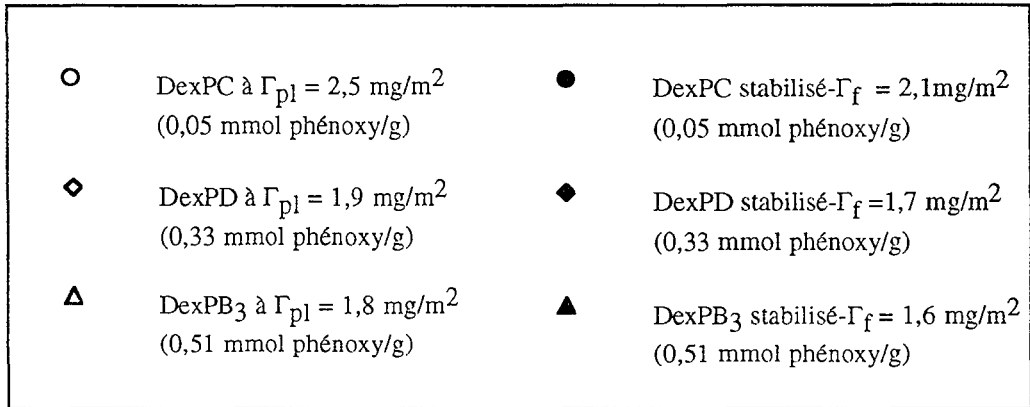 DexPC à Γpl = 2,5 mg/m²
(0,05 mmol phénoxy/g)
DexPC stabilisé-Γf = 2,1mg/m²
(0,05 mmol phénoxy/g)
DexPD à Γpl = 1,9 mg/m²
(0,33 mmol phénoxy/g)
DexPD stabilisé-Γf =1,7 mg/m²
(0,33 mmol phénoxy/g)
DexPB₃ à Γpl = 1,8 mg/m²
(0,51 mmol phénoxy/g)
DexPB₃ stabilisé-Γf = 1,6 mg/m²
(0,51 mmol phénoxy/g)